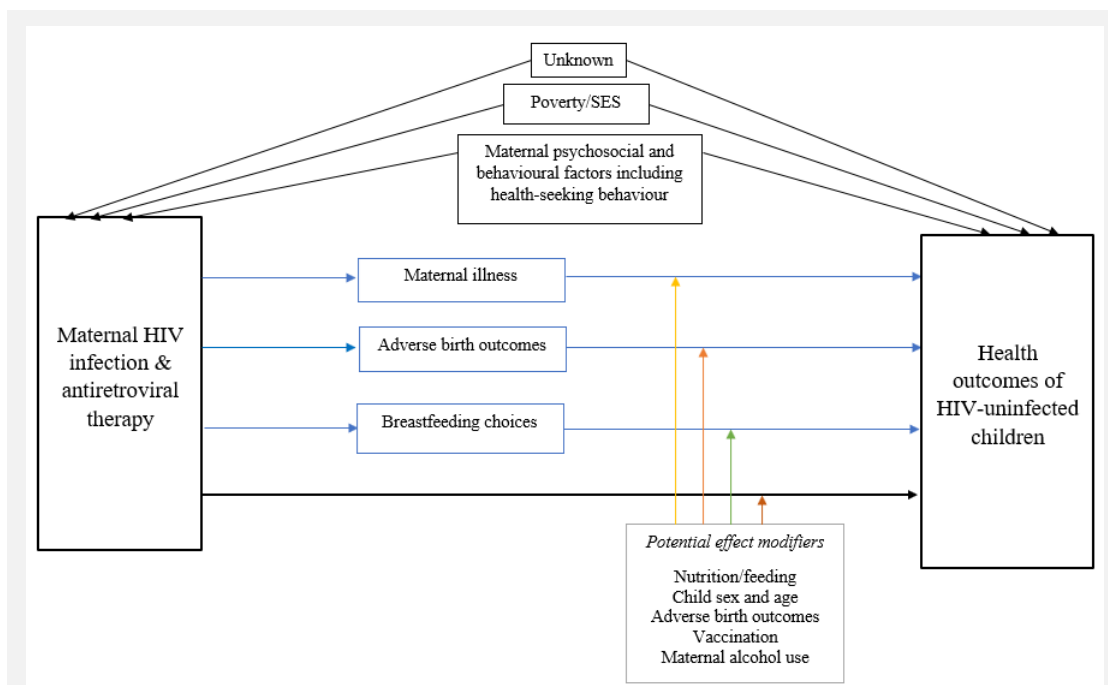 Unknown
Poverty/SES
Maternal psychosocial and
behavioural factors including
health-seeking behaviour
Maternal HIV
infection &
antiretroviral
therapy
Maternal illness
Adverse birth outcomes
Breastfeeding choices
Health
outcomes of
HIV-uninfected
children
Potential effect modifiers
Nutrition/feeding
Child sex and age
Adverse birth outcomes
Vaccination
Maternal alcohol use